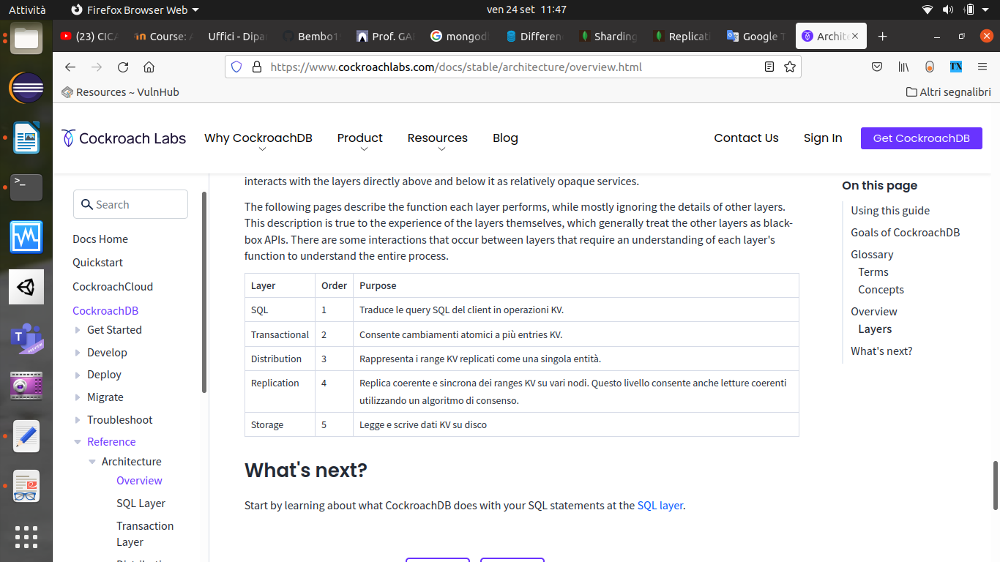 Attività
Firefox Browser Web
ven 24 set 11:47
(23) CICA
Course: A
Uffici - Dipa
Bembo1
Prof. GA
mongod
Differen
Sharding
Replicati
Google T
Archite
https://www.cockroachlabs.com/docs/stable/architecture/overview.html
TX
Resources ~ VulnHub
Altri segnalibri
Cockroach Labs
Why CockroachDB
Product
Resources
Blog
Contact Us
Sign In
Get CockroachDB
Search
Docs Home
Quickstart
CockroachCloud
CockroachDB
Get Started
Develop
Deploy
Migrate
Troubleshoot
Reference
Architecture
Overview
SQL Layer
Transaction
Layer
interacts with the layers directly above and below it as relatively opaque services.
The following pages describe the function each layer performs, while mostly ignoring the details of other layers.
This description is true to the experience of the layers themselves, which generally treat the other layers as black-
box APIs. There are some interactions that occur between layers that require an understanding of each layer's
function to understand the entire process.
Layer Order Purpose
SQL 1 Traduce le query SQL del client in operazioni KV.
Transactional 2 Consente cambiamenti atomici a più entries KV.
Distribution 3 Rappresenta i range KV replicati come una singola entità.
Replication 4 Replica coerente e sincrona dei ranges KV su vari nodi. Questo livello consente anche letture coerenti
utilizzando un algoritmo di consenso.
Storage 5 Legge e scrive dati KV su disco
What's next?
Start by learning about what CockroachDB does with your SQL statements at the SQL layer.
On this page
Using this guide
Goals of CockroachDB
Glossary
Terms
Concepts
Overview
Layers
What's next?